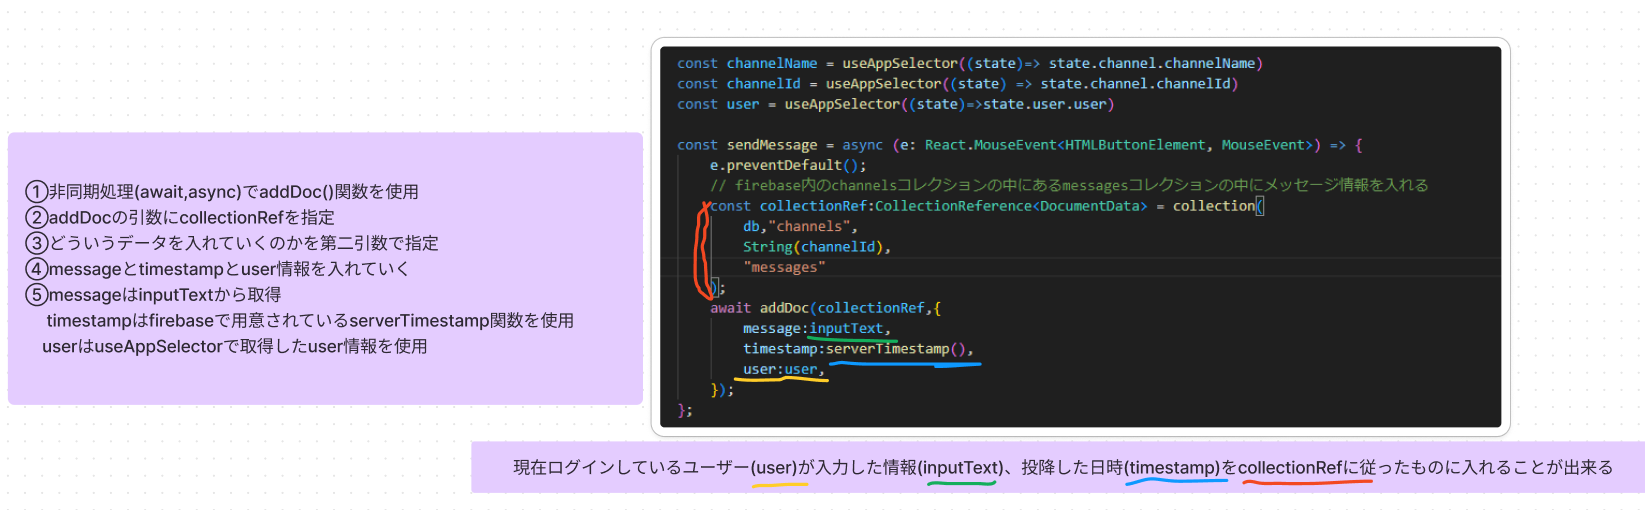 ①非同期処理(await,async)でaddDoc()関数を使用
②addDocの引数にcollectionRefを指定
③どういうデータを入れていくのかを第二引数で指定
④messageとtimestampとuser情報を入れていく
⑤messageはinputTextから取得
timestampはfirebaseで用意されているserverTimestamp関数を使用
userはuseAppSelectorで取得したuser情報を使用
const channelName = useAppSelector((state)=> state.channel.channelName)
const channelId = useAppSelector((state) => state.channel.channelId)
const user = useAppSelector((state)=>state.user.user)
const sendMessage = async (e: React.MouseEvent<HTMLButtonElement, MouseEvent>) => {
e.preventDefault();
// firebase内のchannelsコレクションの中にあるmessagesコレクションの中にメッセージ情報を入れる
const collectionRef:CollectionReference<DocumentData> = collection(
db,"channels",
String(channelId),
"messages"
);
await addDoc(collectionRef,{
message:inputText,
timestamp:serverTimestamp(),
user:user,
});
};
現在ログインしているユーザー(user)が入力した情報(inputText)、投降した日時(timestamp)をcollectionRefに従ったものに入れることが出来る